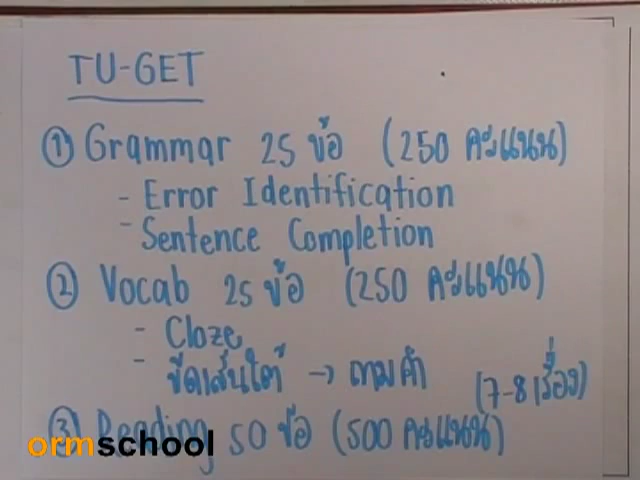 TU-GET
① Grammar 25 ข้อ (250 คะแนน)
- Error Identification
- Sentence Completion
② Vocab 25 ข้อ (250 คะแนน)
- Cloze
- ขีดเส้นใต้ → ถามคำ (7-8 เรื่อง)
③ Reading 50 ข้อ (500 คะแนน)
ormschool